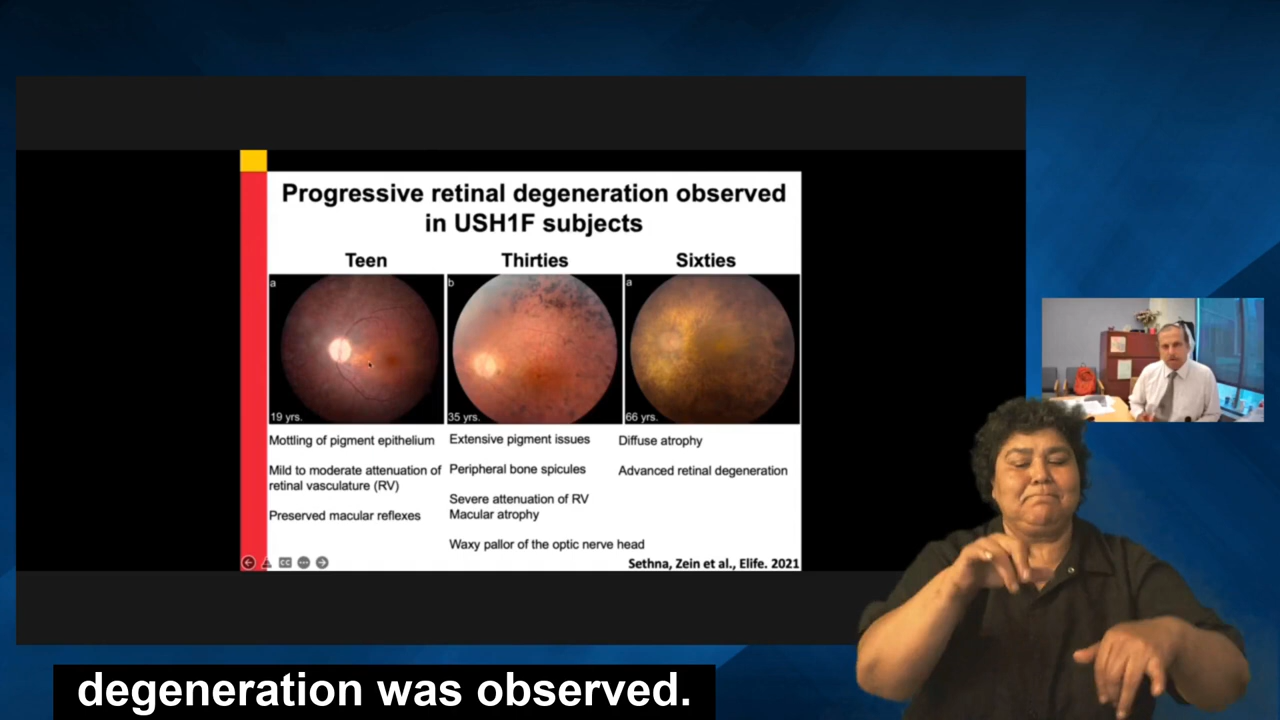 Progressive retinal degeneration observed
in USH1F subjects
Teen
Thirties
Sixties
a
b
a
19 yrs.
35 yrs.
66 yrs.
Mottling of pigment epithelium
Mild to moderate attenuation of
retinal vasculature (RV)
Preserved macular reflexes
Extensive pigment issues
Peripheral bone spicules
Severe attenuation of RV
Macular atrophy
Waxy pallor of the optic nerve head
Diffuse atrophy
Advanced retinal degeneration
Sethna, Zein et al., Elife. 2021
CC
degeneration was observed.